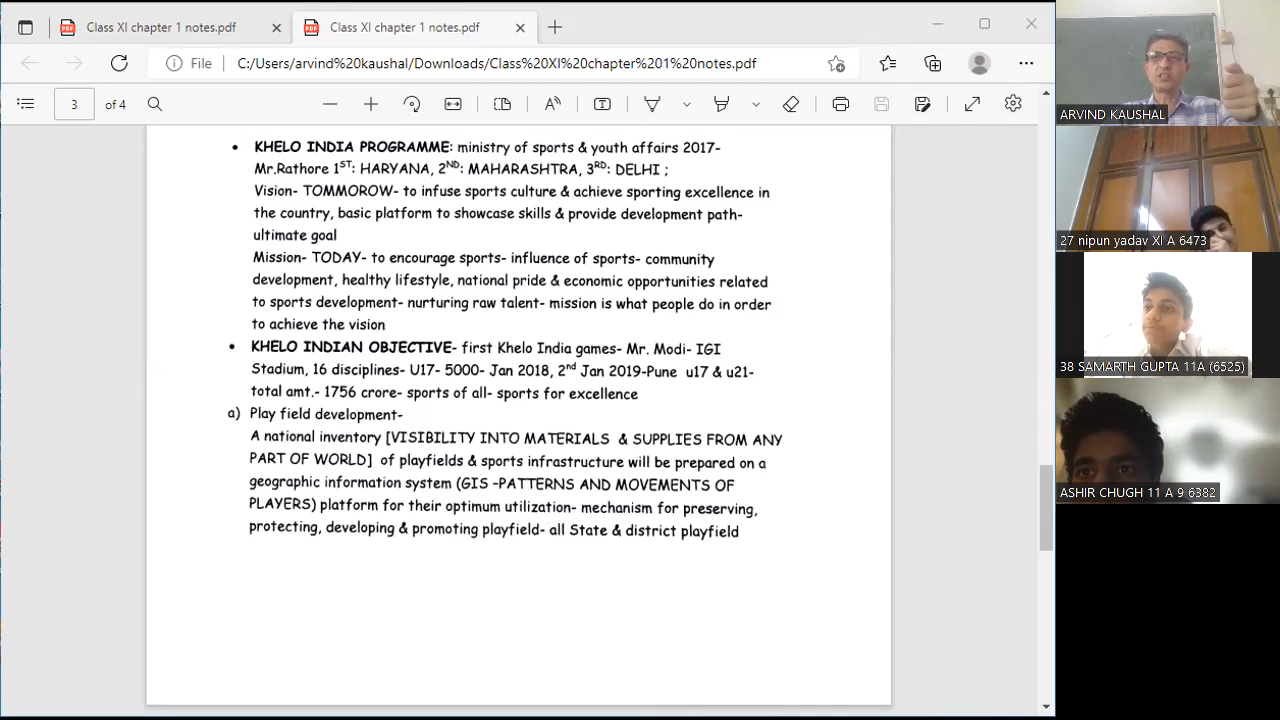 Class XI chapter 1 notes.pdf
Class XI chapter 1 notes.pdf
File
C:/Users/arvind%20kaushal/Downloads/Class%20XI%20chapter%201%20notes.pdf
3 of 4
• KHELO INDIA PROGRAMME: ministry of sports & youth affairs 2017-
Mr.Rathore 1ST: HARYANA, 2ND: MAHARASHTRA, 3RD: DELHI ;
Vision- TOMMOROW- to infuse sports culture & achieve sporting excellence in
the country, basic platform to showcase skills & provide development path-
ultimate goal
Mission- TODAY- to encourage sports- influence of sports- community
development, healthy lifestyle, national pride & economic opportunities related
to sports development- nurturing raw talent- mission is what people do in order
to achieve the vision
• KHELO INDIAN OBJECTIVE- first Khelo India games- Mr. Modi- IGI
Stadium, 16 disciplines- U17- 5000- Jan 2018, 2nd Jan 2019-Pune u17 & u21-
total amt.- 1756 crore- sports of all- sports for excellence
a) Play field development-
A national inventory [VISIBILITY INTO MATERIALS & SUPPLIES FROM ANY
PART OF WORLD] of playfields & sports infrastructure will be prepared on a
geographic information system (GIS -PATTERNS AND MOVEMENTS OF
PLAYERS) platform for their optimum utilization- mechanism for preserving,
protecting, developing & promoting playfield- all State & district playfield
ARVIND KAUSHAL
27 nipun yadav XI A 6473
38 SAMARTH GUPTA 11A (6525)
ASHIR CHUGH 11 A 9 6382